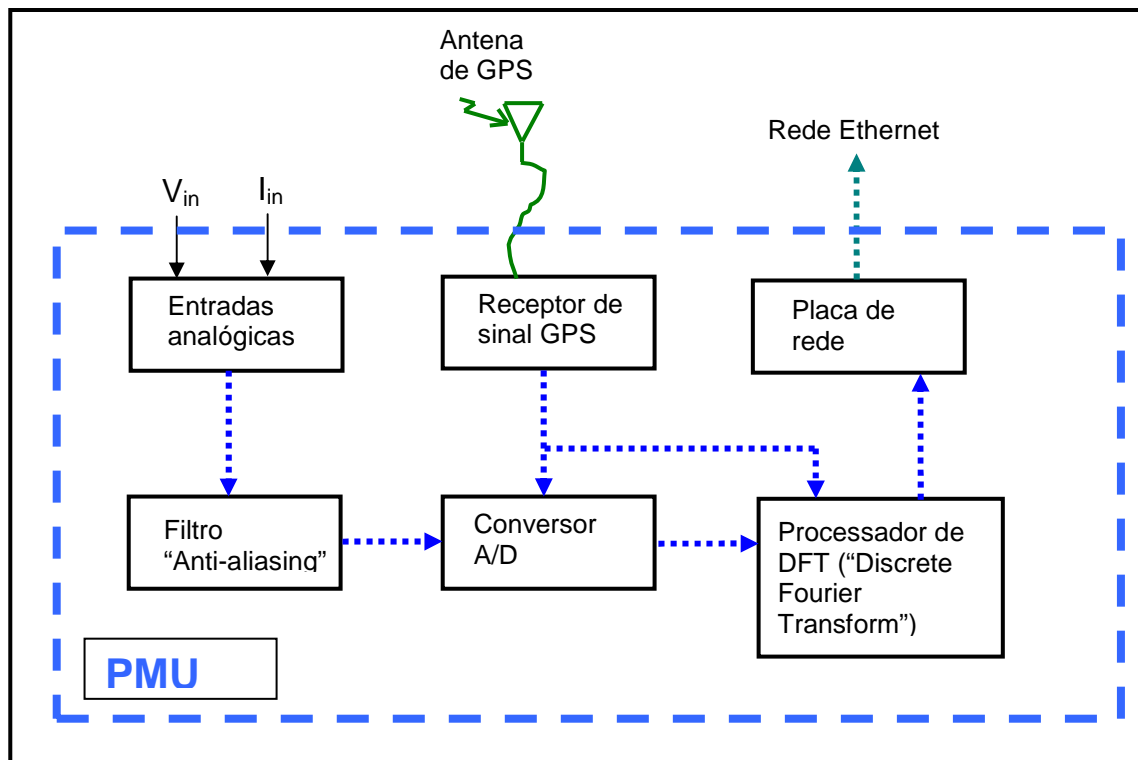 Antena
de GPS
Rede Ethernet
Vin
Iin
Entradas
analógicas
Receptor de
sinal GPS
Placa de
rede
Filtro
“Anti-aliasing”
Conversor
A/D
Processador de
DFT (“Discrete
Fourier
Transform”)
PMU